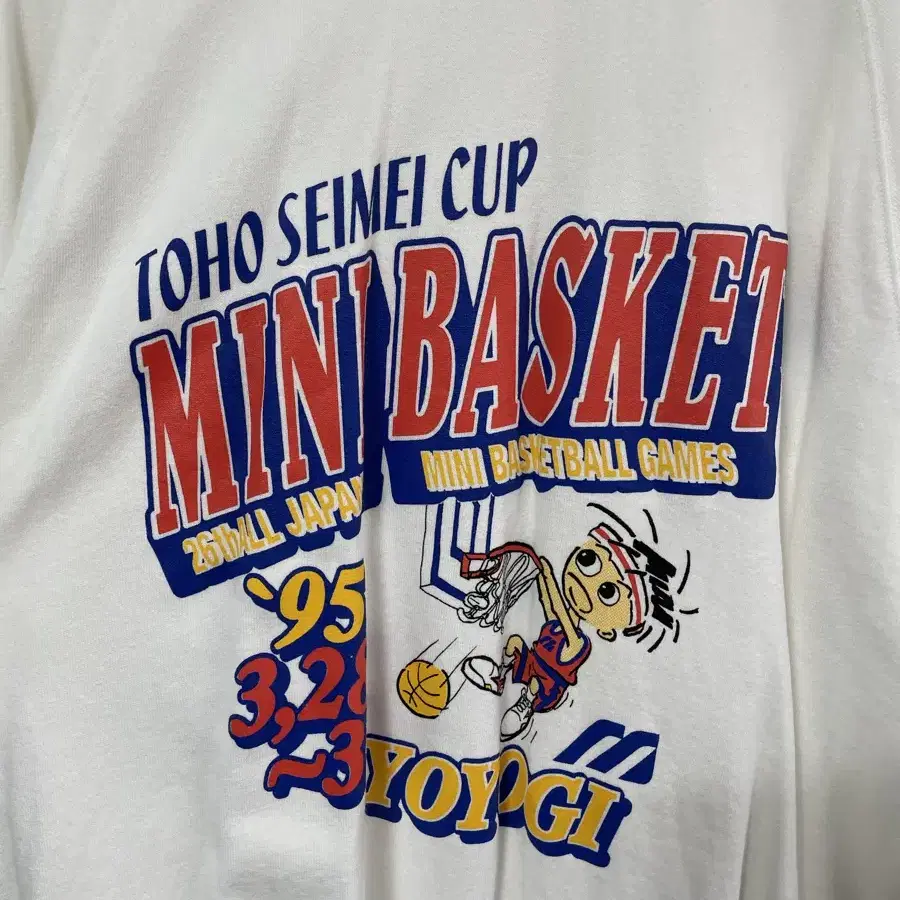 TOHO SEIMEI CUP
MINI BASKET
26th ALL JAPAN MINI BASKETBALL GAMES
'95
3,28
~3
YOYOGI